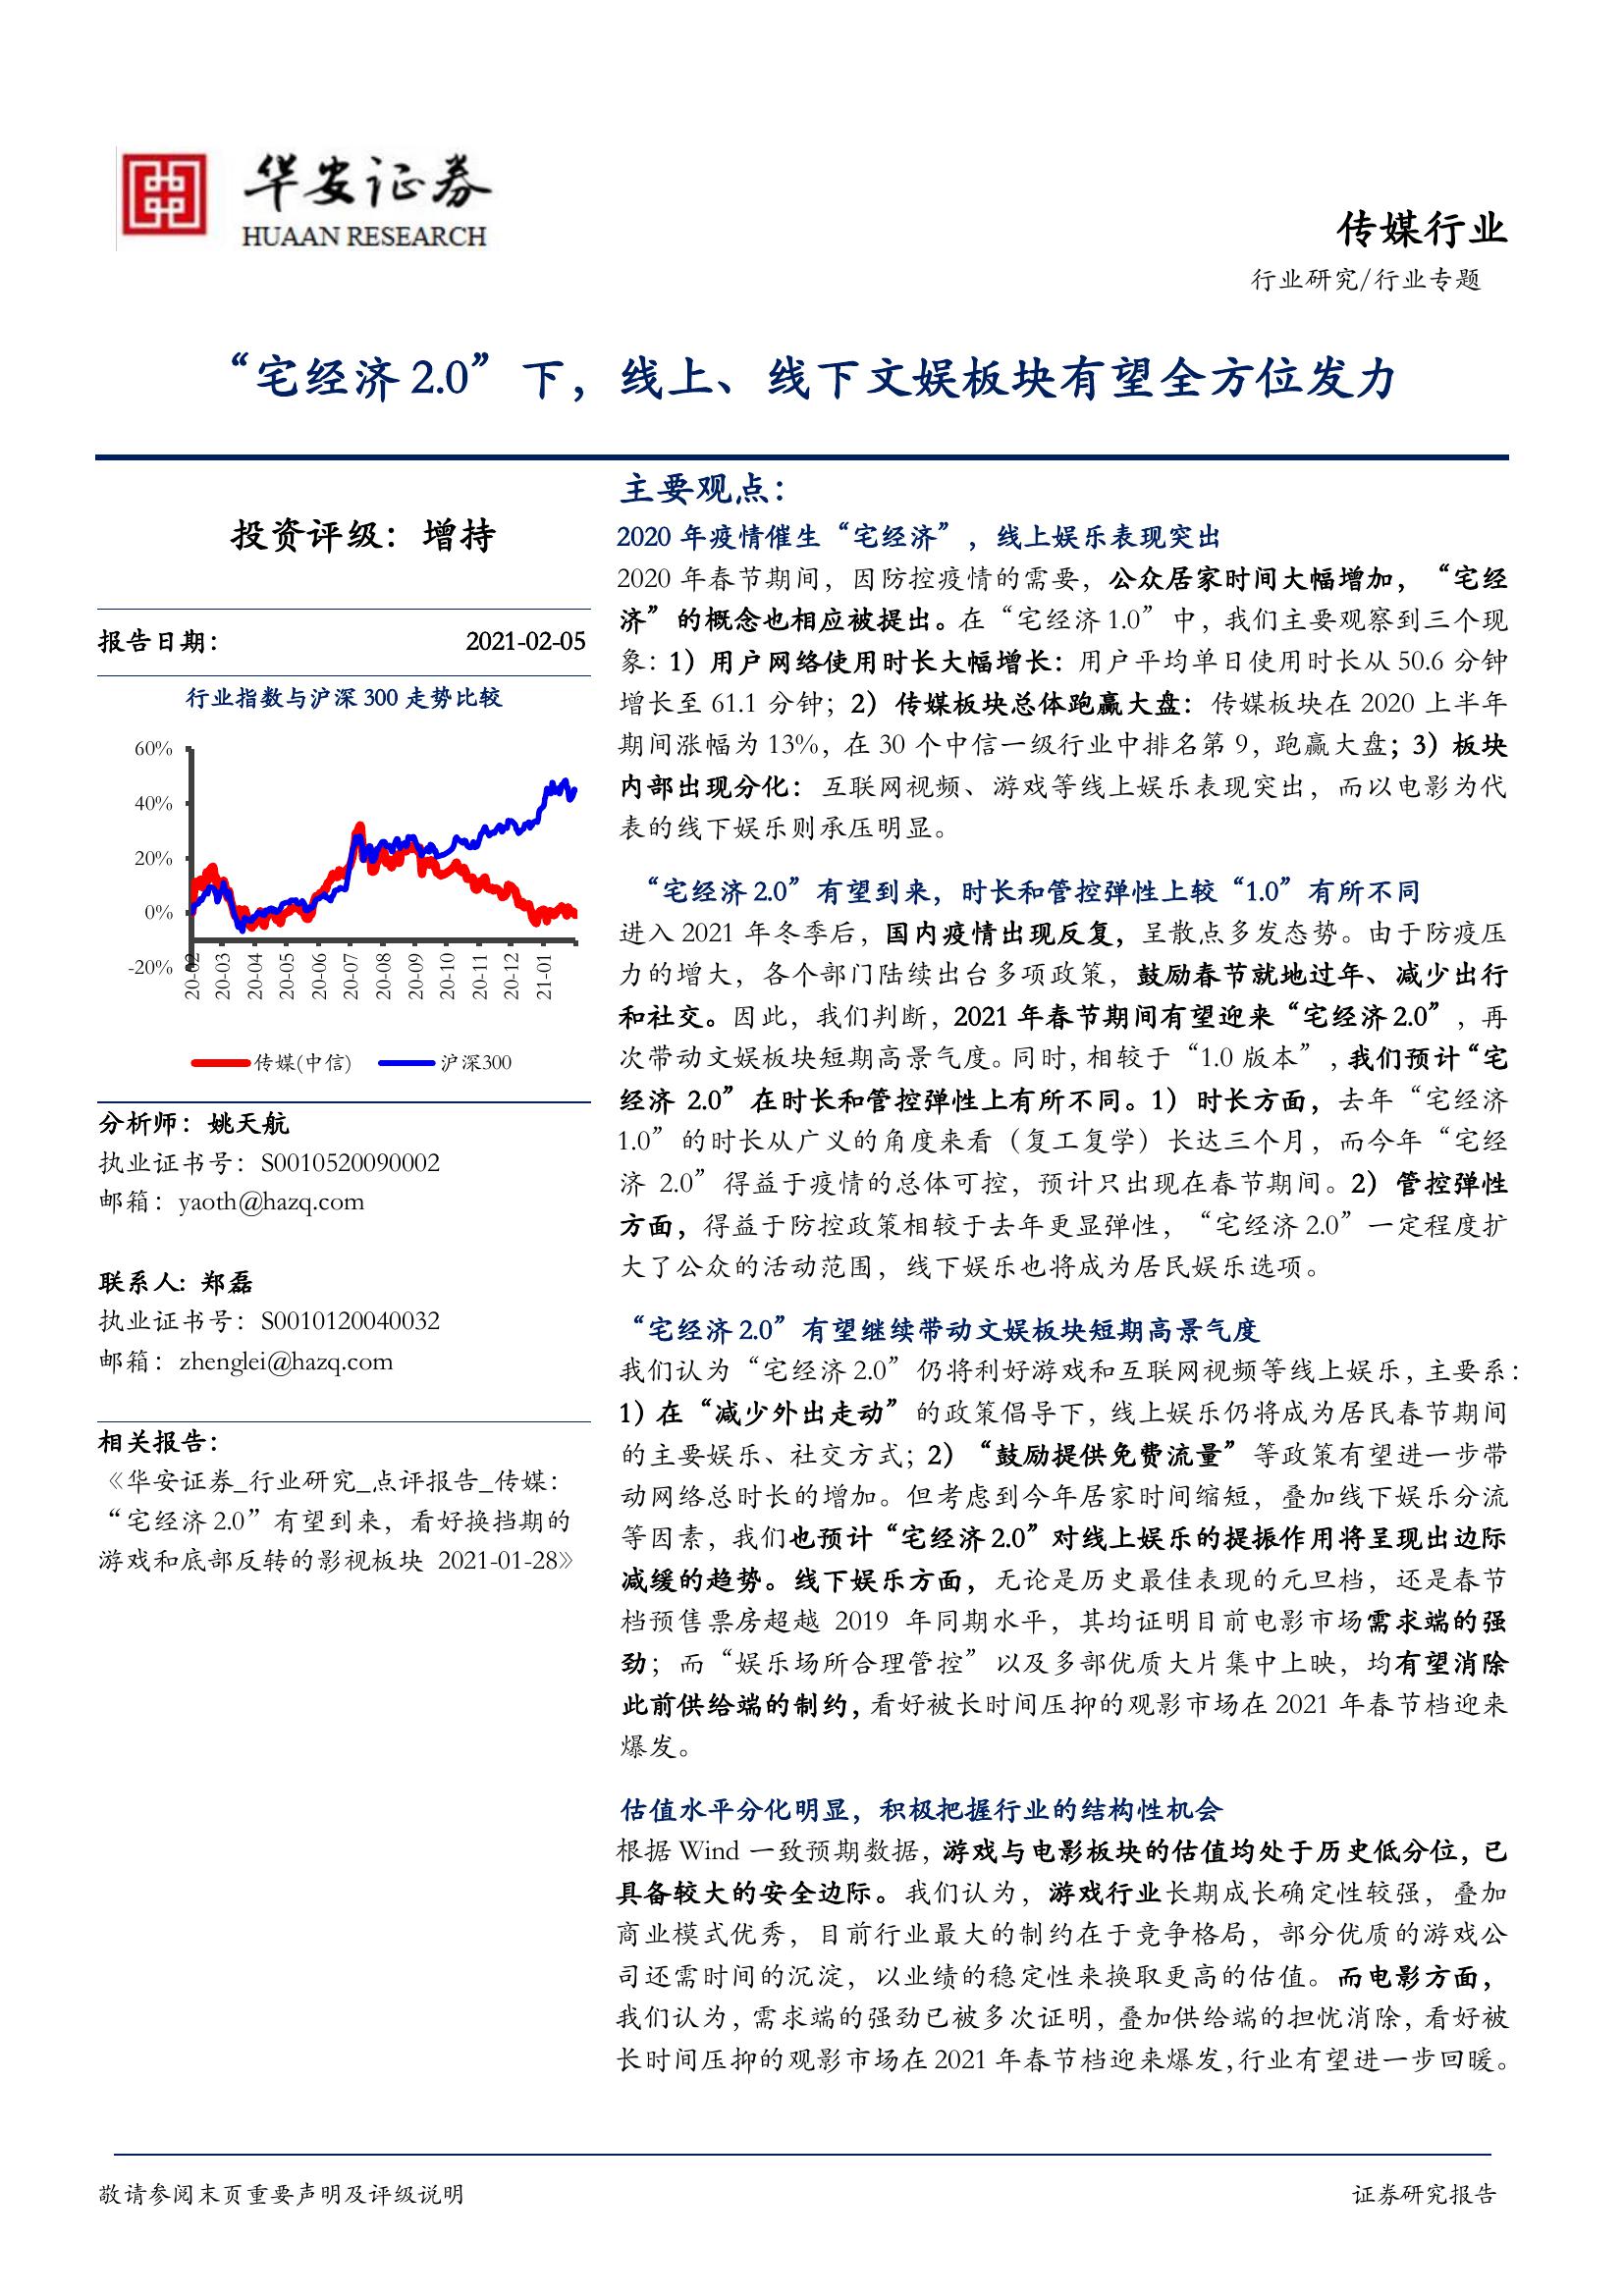 华安证券
HUAAN RESEARCH
传媒行业
行业研究/行业专题
“宅经济2.0”下，线上、线下文娱板块有望全方位发力
投资评级：增持
报告日期： 2021-02-05
行业指数与沪深 300 走势比较
60%
40%
20%
0%
-20%
20-02
20-03
20-04
20-05
20-06
20-07
20-08
20-09
20-10
20-11
20-12
21-01
传媒(中信) 沪深300
分析师：姚天航
执业证书号：S0010520090002
邮箱：yaoth@hazq.com
联系人: 郑磊
执业证书号：S0010120040032
邮箱：zhenglei@hazq.com
相关报告：
《华安证券_行业研究_点评报告_传媒：
“宅经济2.0”有望到来，看好换挡期的
游戏和底部反转的影视板块 2021-01-28》
主要观点：
2020 年疫情催生“宅经济”，线上娱乐表现突出
2020 年春节期间，因防控疫情的需要，公众居家时间大幅增加，“宅经
济”的概念也相应被提出。在“宅经济1.0”中，我们主要观察到三个现
象：1）用户网络使用时长大幅增长：用户平均单日使用时长从50.6 分钟
增长至 61.1 分钟；2）传媒板块总体跑赢大盘：传媒板块在 2020 上半年
期间涨幅为13%，在30个中信一级行业中排名第 9，跑赢大盘；3）板块
内部出现分化：互联网视频、游戏等线上娱乐表现突出，而以电影为代
表的线下娱乐则承压明显。
“宅经济2.0”有望到来，时长和管控弹性上较“1.0”有所不同
进入2021 年冬季后，国内疫情出现反复，呈散点多发态势。由于防疫压
力的增大，各个部门陆续出台多项政策，鼓励春节就地过年、减少出行
和社交。因此，我们判断，2021 年春节期间有望迎来“宅经济2.0”，再
次带动文娱板块短期高景气度。同时，相较于“1.0 版本”，我们预计“宅
经济 2.0”在时长和管控弹性上有所不同。1）时长方面，去年“宅经济
1.0”的时长从广义的角度来看（复工复学）长达三个月，而今年“宅经
济 2.0”得益于疫情的总体可控，预计只出现在春节期间。2）管控弹性
方面，得益于防控政策相较于去年更显弹性，“宅经济2.0”一定程度扩
大了公众的活动范围，线下娱乐也将成为居民娱乐选项。
“宅经济2.0”有望继续带动文娱板块短期高景气度
我们认为“宅经济2.0”仍将利好游戏和互联网视频等线上娱乐，主要系：
1）在“减少外出走动”的政策倡导下，线上娱乐仍将成为居民春节期间
的主要娱乐、社交方式；2）“鼓励提供免费流量”等政策有望进一步带
动网络总时长的增加。但考虑到今年居家时间缩短，叠加线下娱乐分流
等因素，我们也预计“宅经济2.0”对线上娱乐的提振作用将呈现出边际
减缓的趋势。线下娱乐方面，无论是历史最佳表现的元旦档，还是春节
档预售票房超越 2019 年同期水平，其均证明目前电影市场需求端的强
劲；而“娱乐场所合理管控”以及多部优质大片集中上映，均有望消除
此前供给端的制约，看好被长时间压抑的观影市场在2021 年春节档迎来
爆发。
估值水平分化明显，积极把握行业的结构性机会
根据 Wind 一致预期数据，游戏与电影板块的估值均处于历史低分位，已
具备较大的安全边际。我们认为，游戏行业长期成长确定性较强，叠加
商业模式优秀，目前行业最大的制约在于竞争格局，部分优质的游戏公
司还需时间的沉淀，以业绩的稳定性来换取更高的估值。而电影方面，
我们认为，需求端的强劲已被多次证明，叠加供给端的担忧消除，看好被
长时间压抑的观影市场在2021 年春节档迎来爆发，行业有望进一步回暖。
敬请参阅末页重要声明及评级说明
证券研究报告